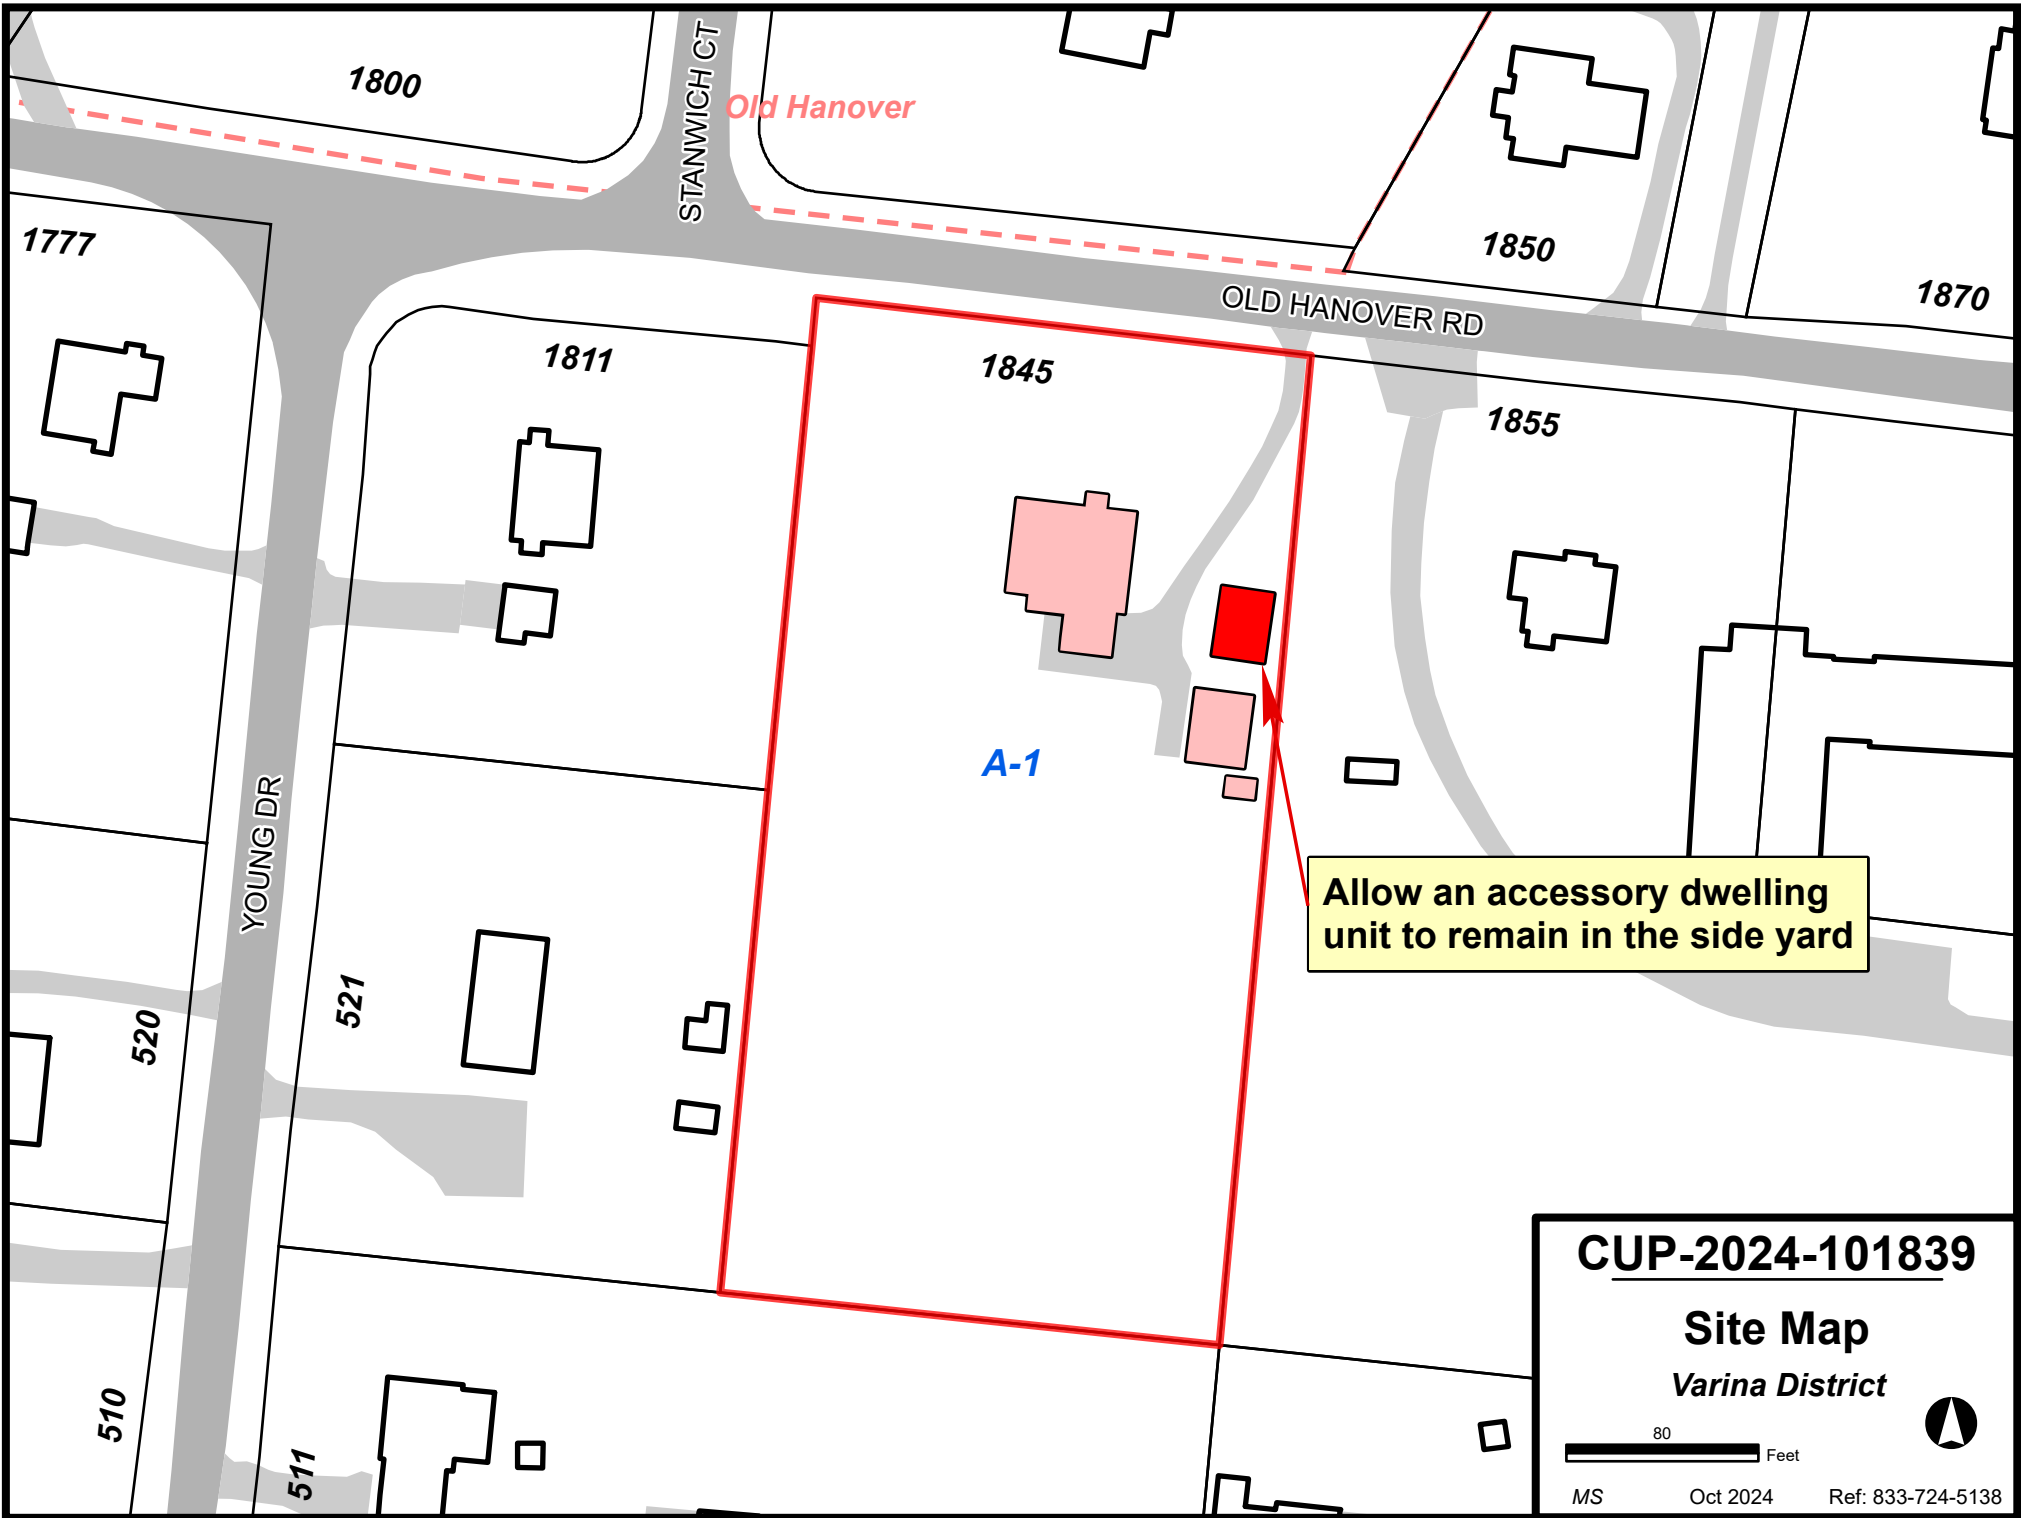 1800
STANWICH CT
Old Hanover
1777
1850
1870
OLD HANOVER RD
1811
1845
1855
A-1
YOUNG DR
Allow an accessory dwelling
unit to remain in the side yard
521
520
510
511
CUP-2024-101839
Site Map
Varina District
80
Feet
MS Oct 2024 Ref: 833-724-5138